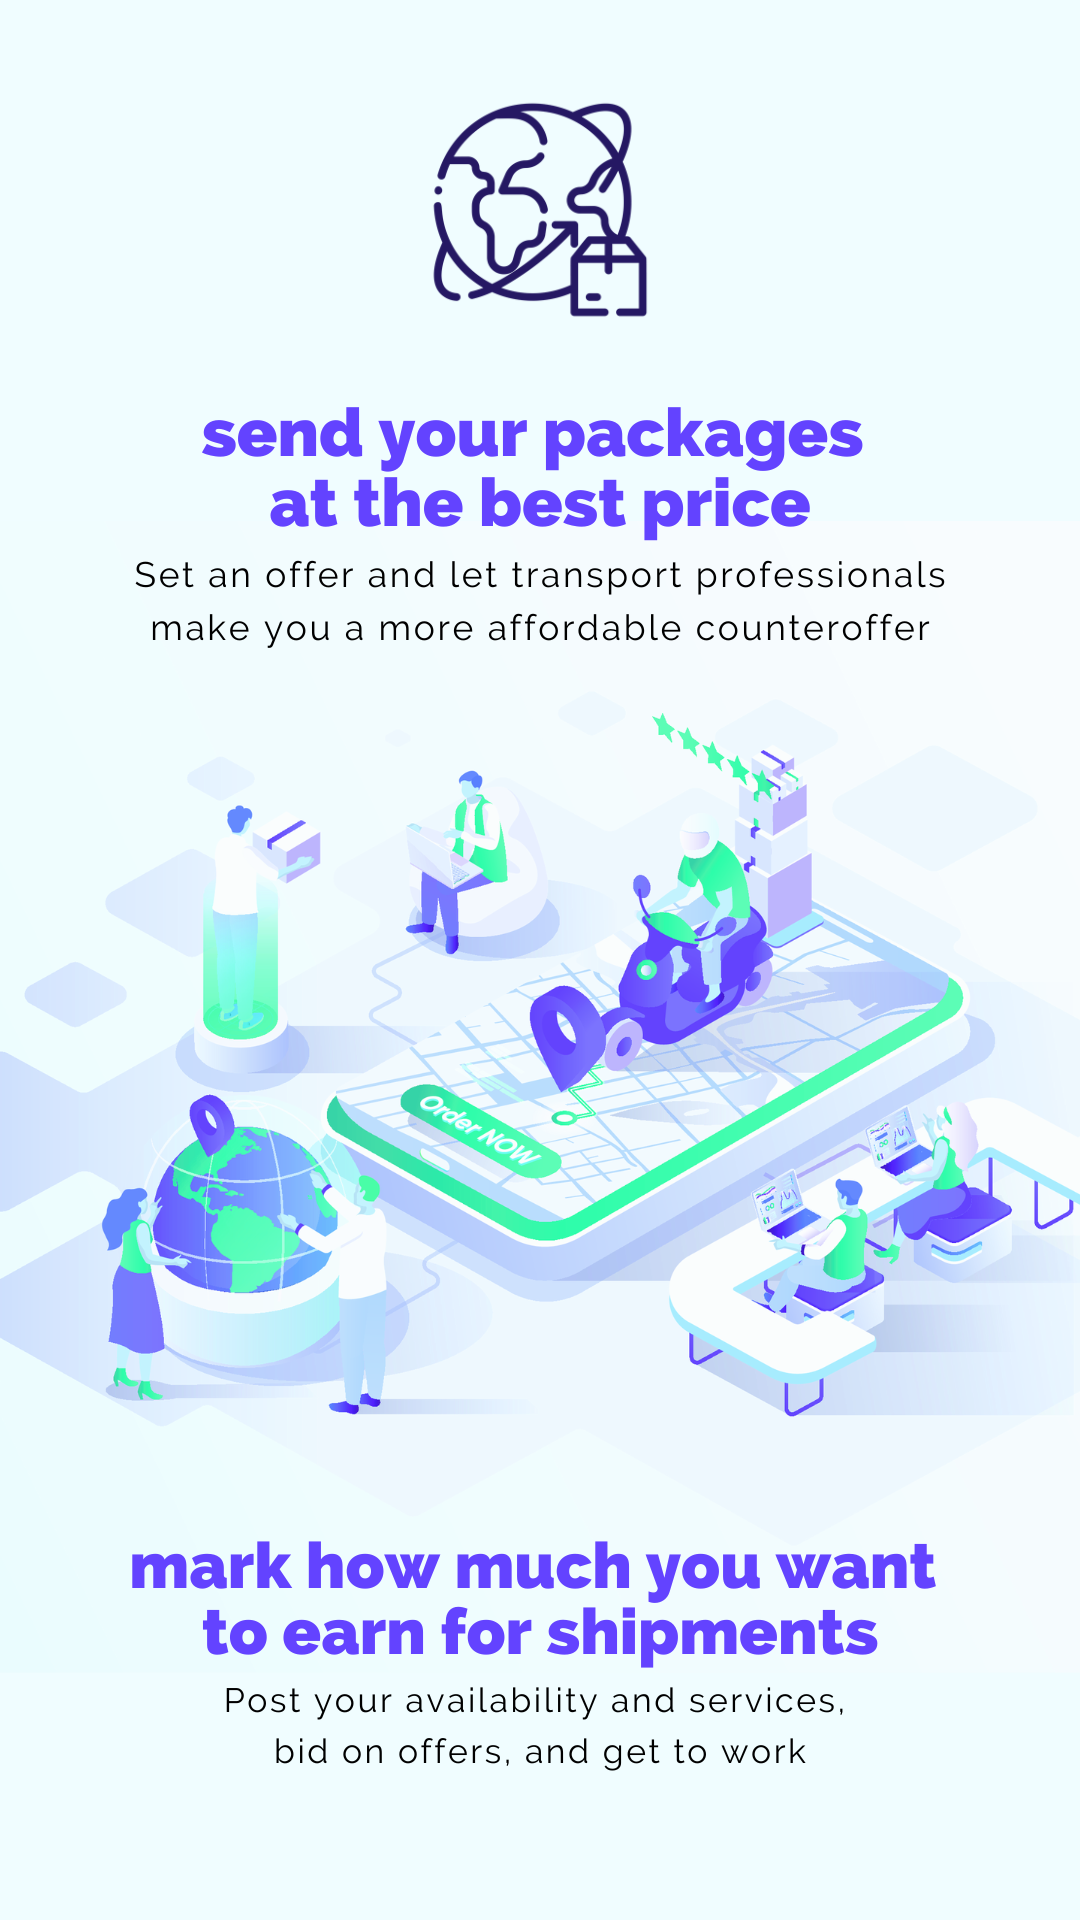 send your packages
at the best price
Set an offer and let transport professionals
make you a more affordable counteroffer
Order NOW
mark how much you want
to earn for shipments
Post your availability and services,
bid on offers, and get to work